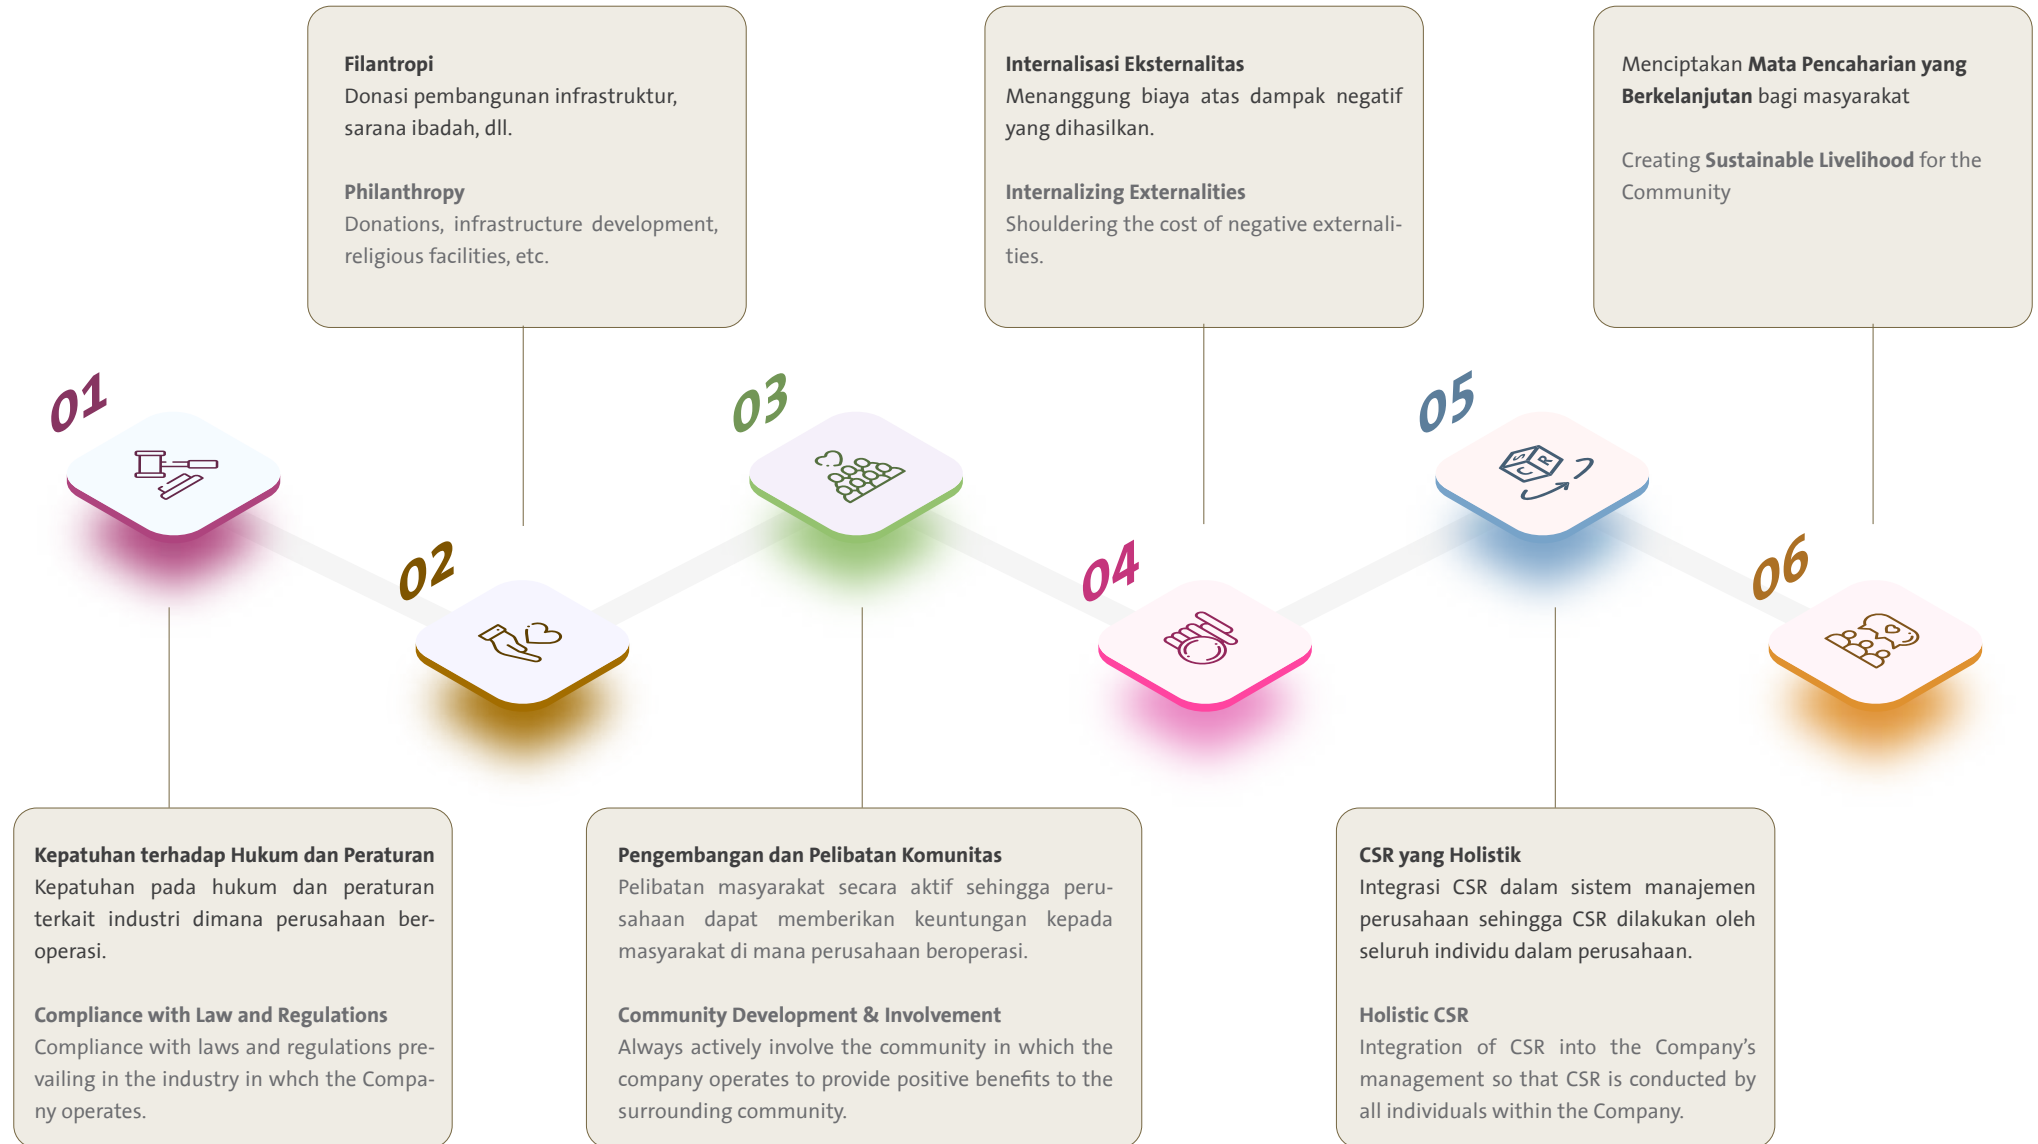 Filantropi
Donasi pembangunan infrastruktur,
sarana ibadah, dll.
Philanthropy
Donations, infrastructure development,
religious facilities, etc.
Internalisasi Eksternalitas
Menanggung biaya atas dampak negatif
yang dihasilkan.
Internalizing Externalities
Shouldering the cost of negative externali-
ties.
Menciptakan Mata Pencaharian yang
Berkelanjutan bagi masyarakat
Creating Sustainable Livelihood for the
Community
01
02
03
04
05
06
S
C
R
Kepatuhan terhadap Hukum dan Peraturan
Kepatuhan pada hukum dan peraturan
terkait industri dimana perusahaan ber-
operasi.
Compliance with Law and Regulations
Compliance with laws and regulations pre-
vailing in the industry in whch the Compa-
ny operates.
Pengembangan dan Pelibatan Komunitas
Pelibatan masyarakat secara aktif sehingga peru-
sahaan dapat memberikan keuntungan kepada
masyarakat di mana perusahaan beroperasi.
Community Development & Involvement
Always actively involve the community in which the
company operates to provide positive benefits to the
surrounding community.
CSR yang Holistik
Integrasi CSR dalam sistem manajemen
perusahaan sehingga CSR dilakukan oleh
seluruh individu dalam perusahaan.
Holistic CSR
Integration of CSR into the Company’s
management so that CSR is conducted by
all individuals within the Company.